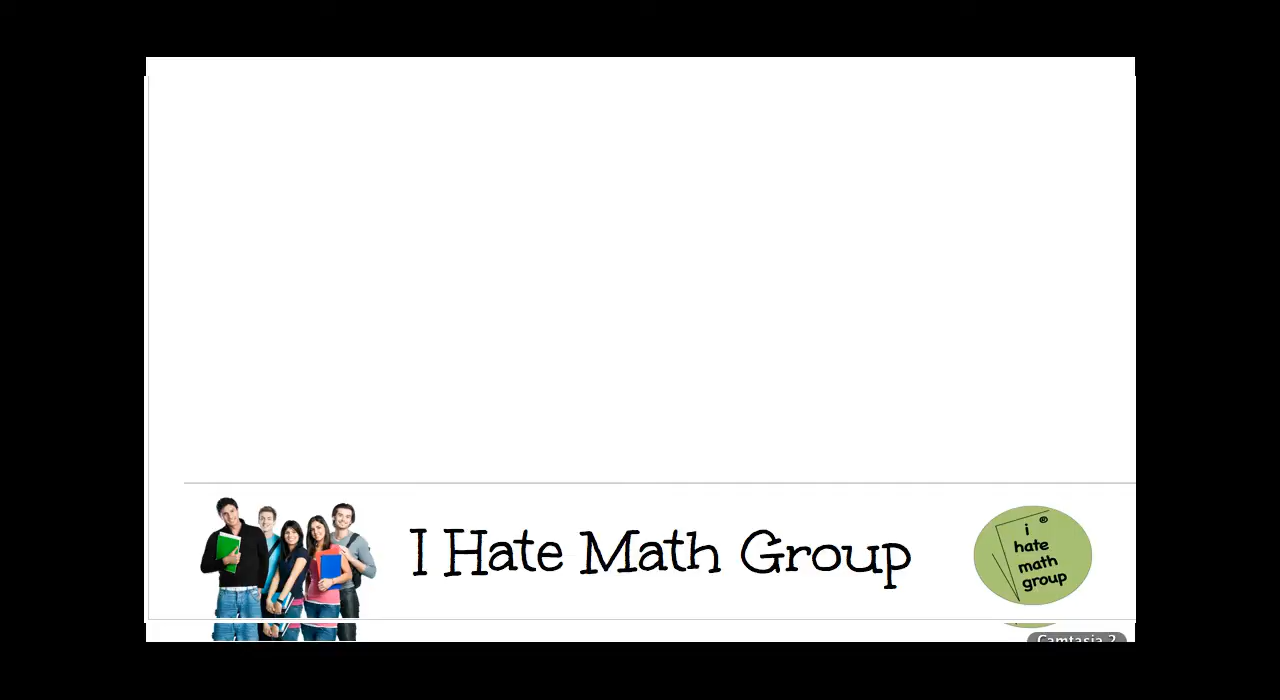 I Hate Math Group
i ®
hate
math
group
Camtasia 2